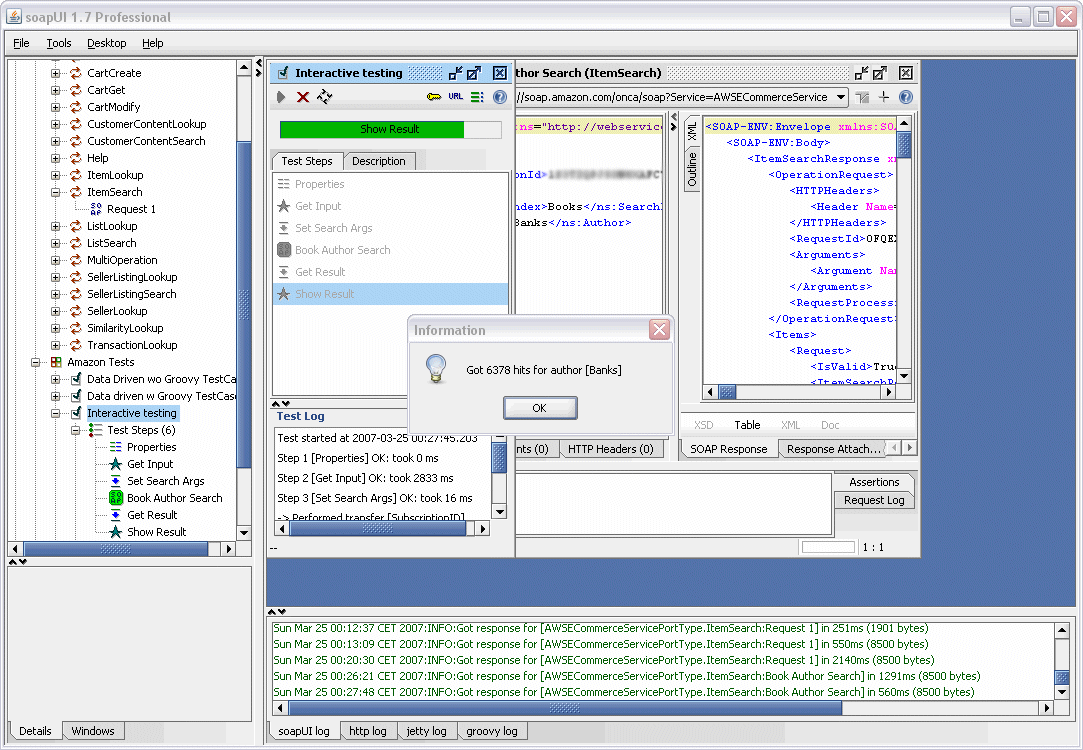 soapUI 1.7 Professional
File Tools Desktop Help
CartCreate
CartGet
CartModify
CustomerContentLookup
CustomerContentSearch
Help
ItemLookup
ItemSearch
Request 1
ListLookup
ListSearch
MultiOperation
SellerListingLookup
SellerListingSearch
SellerLookup
SimilarityLookup
TransactionLookup
Amazon Tests
Data Driven wo Groovy TestCa
Data driven w Groovy TestCase
Interactive testing
Test Steps (6)
Properties
Get Input
Set Search Args
Book Author Search
Get Result
Show Result
Details Windows
Interactive testing
URL
Show Result
Test Steps Description
Properties
Get Input
Set Search Args
Book Author Search
Get Result
Show Result
Test Log
Test started at 2007-03-25 00:27:45.203
Step 1 [Properties] OK: took 0 ms
Step 2 [Get Input] OK: took 2833 ms
Step 3 [Set Search Args] OK: took 16 ms
-> Performed transfer [SubscriptionID]
--
thor Search (ItemSearch)
//soap.amazon.com/onca/soap?Service=AWSECommerceService
ns="http://webservice
onId>
ndex>Books</ns:Search
Banks</ns:Author>
nts (0) HTTP Headers (0)
XML
Outline
<SOAP-ENV:Envelope xmlns:SOA
<SOAP-ENV:Body>
<ItemSearchResponse xm
<OperationRequest>
<HTTPHeaders>
<Header Name=
</HTTPHeaders>
<RequestId>0FQEX
<Arguments>
<Argument Nam
</Arguments>
<RequestProcessi
</OperationRequest>
<Items>
<Request>
<IsValid>True
<ItemSearchRe
XSD Table XML Doc
SOAP Response Response Attach...
Assertions
Request Log
1 : 1
Information
Got 6378 hits for author [Banks]
OK
Sun Mar 25 00:12:37 CET 2007:INFO:Got response for [AWSECommerceServicePortType.ItemSearch:Request 1] in 251ms (1901 bytes)
Sun Mar 25 00:13:09 CET 2007:INFO:Got response for [AWSECommerceServicePortType.ItemSearch:Request 1] in 550ms (8500 bytes)
Sun Mar 25 00:20:30 CET 2007:INFO:Got response for [AWSECommerceServicePortType.ItemSearch:Request 1] in 2140ms (8500 bytes)
Sun Mar 25 00:26:21 CET 2007:INFO:Got response for [AWSECommerceServicePortType.ItemSearch:Book Author Search] in 1291ms (8500 bytes)
Sun Mar 25 00:27:48 CET 2007:INFO:Got response for [AWSECommerceServicePortType.ItemSearch:Book Author Search] in 560ms (8500 bytes)
soapUI log http log jetty log groovy log